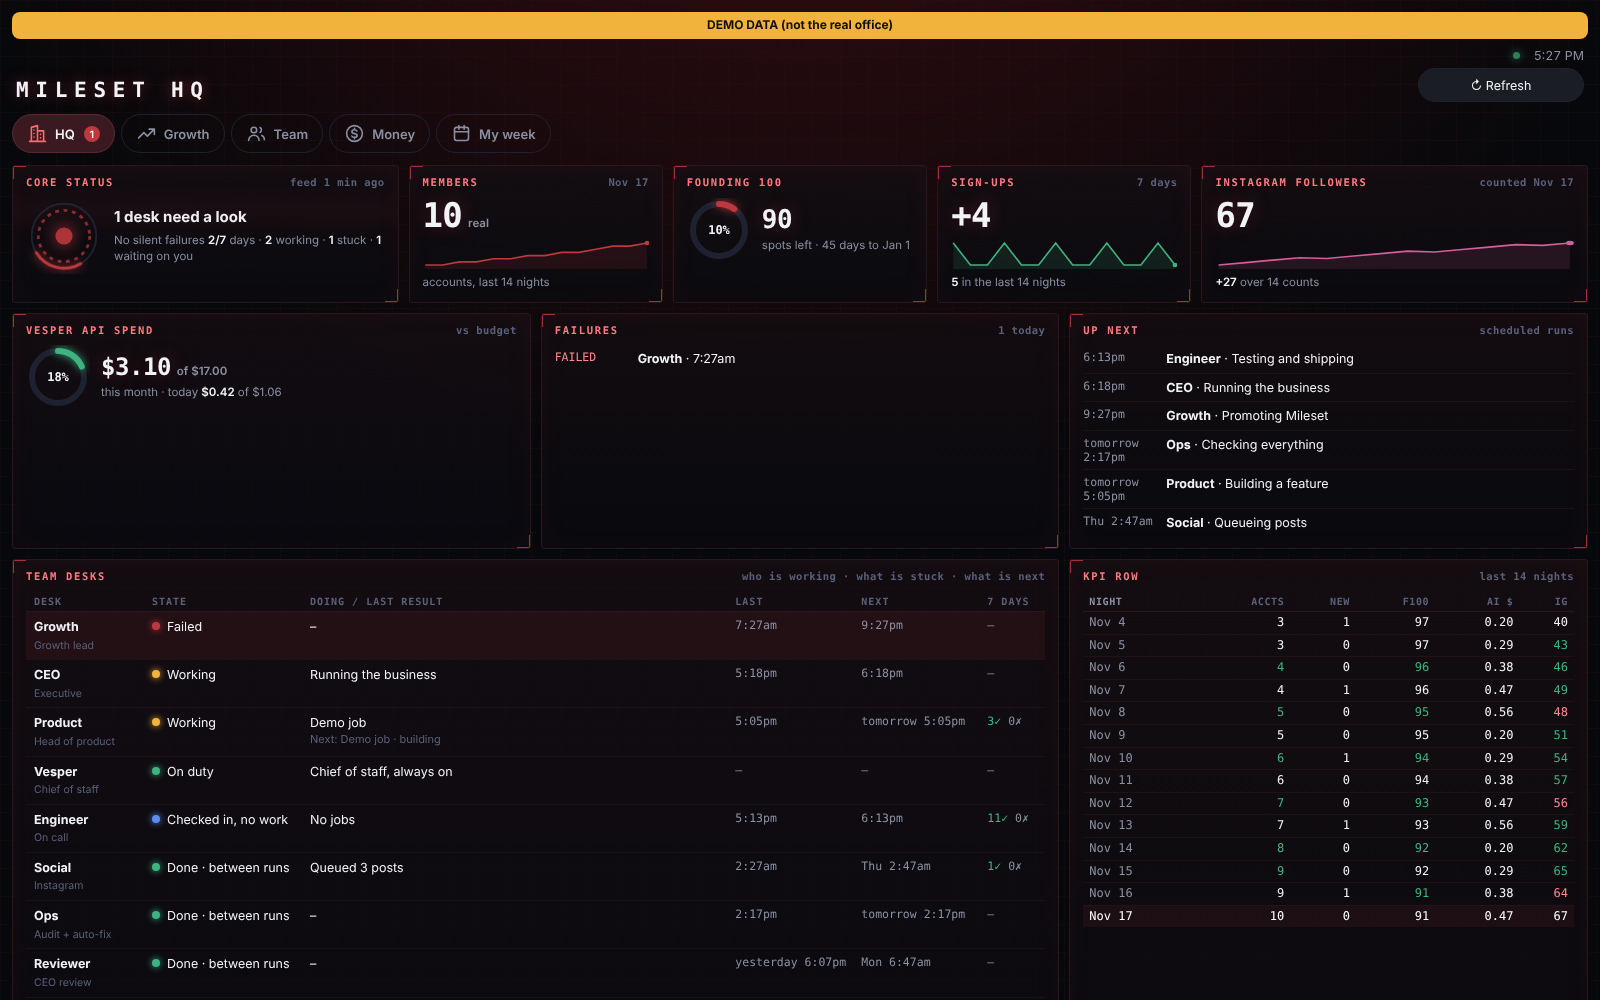 DEMO DATA (not the real office)
5:27 PM
MILESET HQ
↻ Refresh
HQ 1
Growth
Team
Money
My week
CORE STATUS feed 1 min ago
1 desk need a look
No silent failures 2/7 days · 2 working · 1 stuck · 1
waiting on you
MEMBERS Nov 17
10 real
accounts, last 14 nights
FOUNDING 100
10%
90
spots left · 45 days to Jan 1
SIGN-UPS 7 days
+4
5 in the last 14 nights
INSTAGRAM FOLLOWERS counted Nov 17
67
+27 over 14 counts
VESPER API SPEND vs budget
18%
$3.10 of $17.00
this month · today $0.42 of $1.06
FAILURES 1 today
FAILED Growth · 7:27am
UP NEXT scheduled runs
6:13pm Engineer · Testing and shipping
6:18pm CEO · Running the business
9:27pm Growth · Promoting Mileset
tomorrow 2:17pm Ops · Checking everything
tomorrow 5:05pm Product · Building a feature
Thu 2:47am Social · Queueing posts
TEAM DESKS who is working · what is stuck · what is next
DESK STATE DOING / LAST RESULT LAST NEXT 7 DAYS
Growth Failed – 7:27am 9:27pm –
Growth lead
CEO Working Running the business 5:18pm 6:18pm –
Executive
Product Working Demo job 5:05pm tomorrow 5:05pm 3✓ 0✗
Head of product Next: Demo job · building
Vesper On duty Chief of staff, always on – – –
Chief of staff
Engineer Checked in, no work No jobs 5:13pm 6:13pm 11✓ 0✗
On call
Social Done · between runs Queued 3 posts 2:27am Thu 2:47am 1✓ 0✗
Instagram
Ops Done · between runs – 2:17pm tomorrow 2:17pm –
Audit + auto-fix
Reviewer Done · between runs – yesterday 6:07pm Mon 6:47am –
CEO review
KPI ROW last 14 nights
NIGHT ACCTS NEW F100 AI $ IG
Nov 4 3 1 97 0.20 40
Nov 5 3 0 97 0.29 43
Nov 6 4 0 96 0.38 46
Nov 7 4 1 96 0.47 49
Nov 8 5 0 95 0.56 48
Nov 9 5 0 95 0.20 51
Nov 10 6 1 94 0.29 54
Nov 11 6 0 94 0.38 57
Nov 12 7 0 93 0.47 56
Nov 13 7 1 93 0.56 59
Nov 14 8 0 92 0.20 62
Nov 15 9 0 92 0.29 65
Nov 16 9 1 91 0.38 64
Nov 17 10 0 91 0.47 67